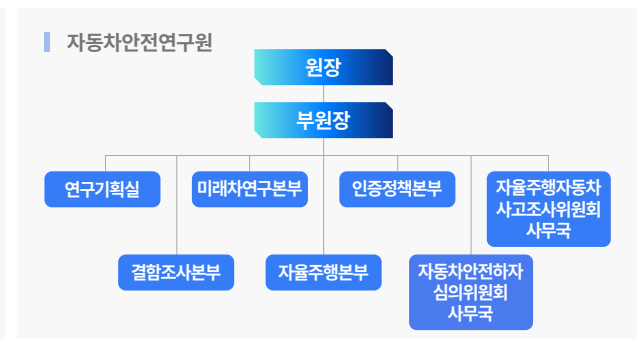 자동차안전연구원
원장
부원장
연구기획실
미래차연구본부
인증정책본부
자율주행자동차
사고조사위원회
사무국
결함조사본부
자율주행본부
자동차안전하자
심의위원회
사무국